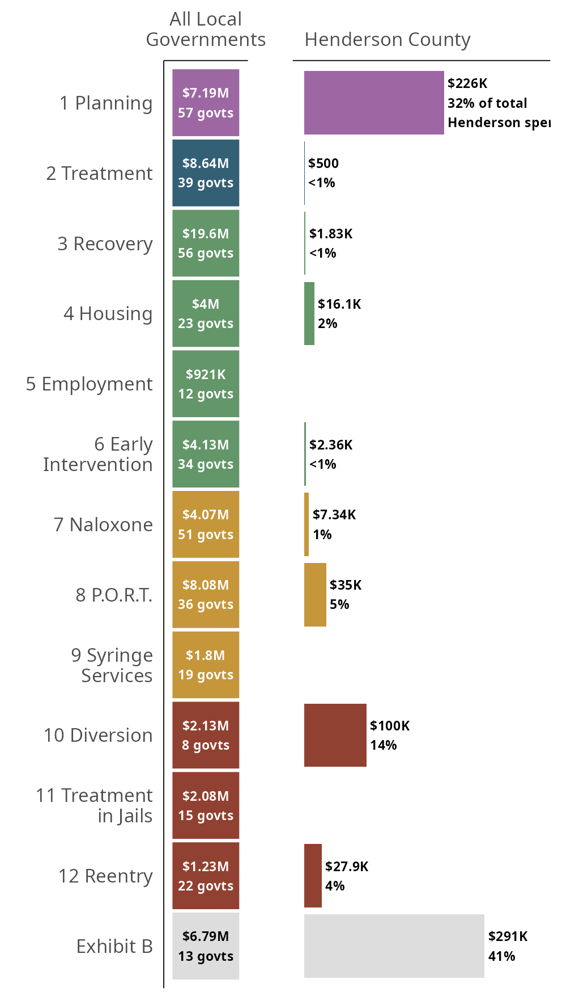 All Local
Governments
Henderson County
1 Planning
$7.19M
57 govts
$226K
32% of total
Henderson
2 Treatment
$8.64M
39 govts
$500
<1%
3 Recovery
$19.6M
56 govts
$1.83K
<1%
4 Housing
$4M
23 govts
$16.1K
2%
5 Employment
$921K
12 govts
6 Early
Intervention
$4.13M
34 govts
$2.36K
<1%
7 Naloxone
$4.07M
51 govts
$7.34K
1%
8 P.O.R.T.
$8.08M
36 govts
$35K
5%
9 Syringe
Services
$1.8M
19 govts
10 Diversion
$2.13M
8 govts
$100K
14%
11 Treatment
in Jails
$2.08M
15 govts
12 Reentry
$1.23M
22 govts
$27.9K
4%
Exhibit B
$6.79M
13 govts
$291K
41%